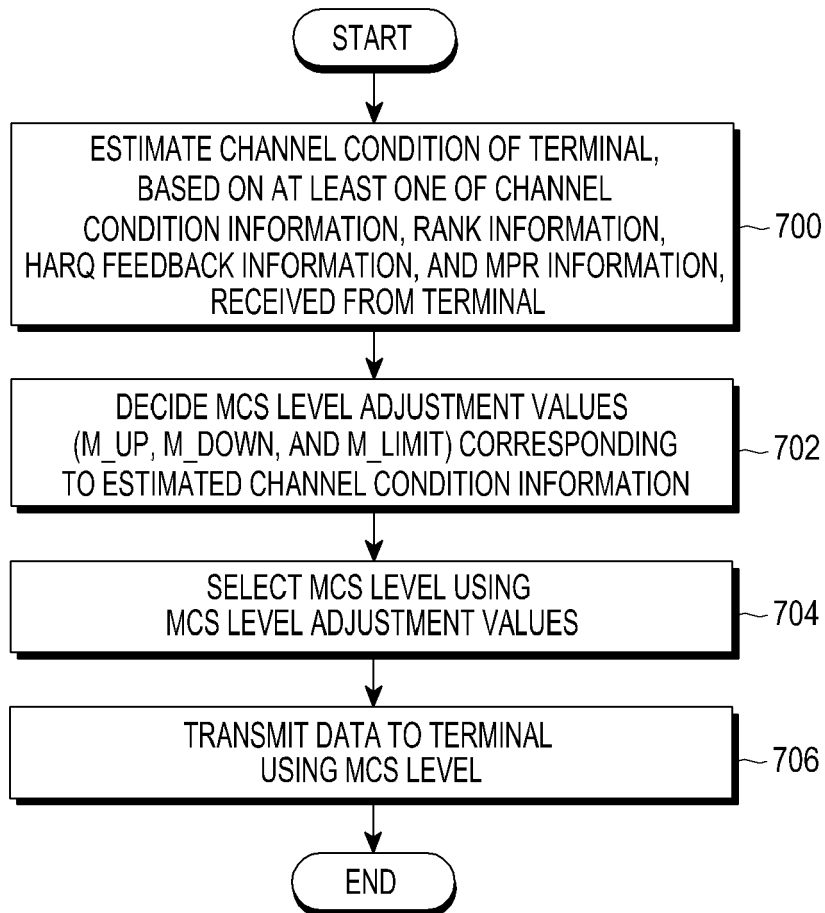 START
ESTIMATE CHANNEL CONDITION OF TERMINAL,
BASED ON AT LEAST ONE OF CHANNEL
CONDITION INFORMATION, RANK INFORMATION,
HARQ FEEDBACK INFORMATION, AND MPR INFORMATION,
RECEIVED FROM TERMINAL
700
DECIDE MCS LEVEL ADJUSTMENT VALUES
(M_UP, M_DOWN, AND M_LIMIT) CORRESPONDING
TO ESTIMATED CHANNEL CONDITION INFORMATION
702
SELECT MCS LEVEL USING
MCS LEVEL ADJUSTMENT VALUES
704
TRANSMIT DATA TO TERMINAL
USING MCS LEVEL
706
END